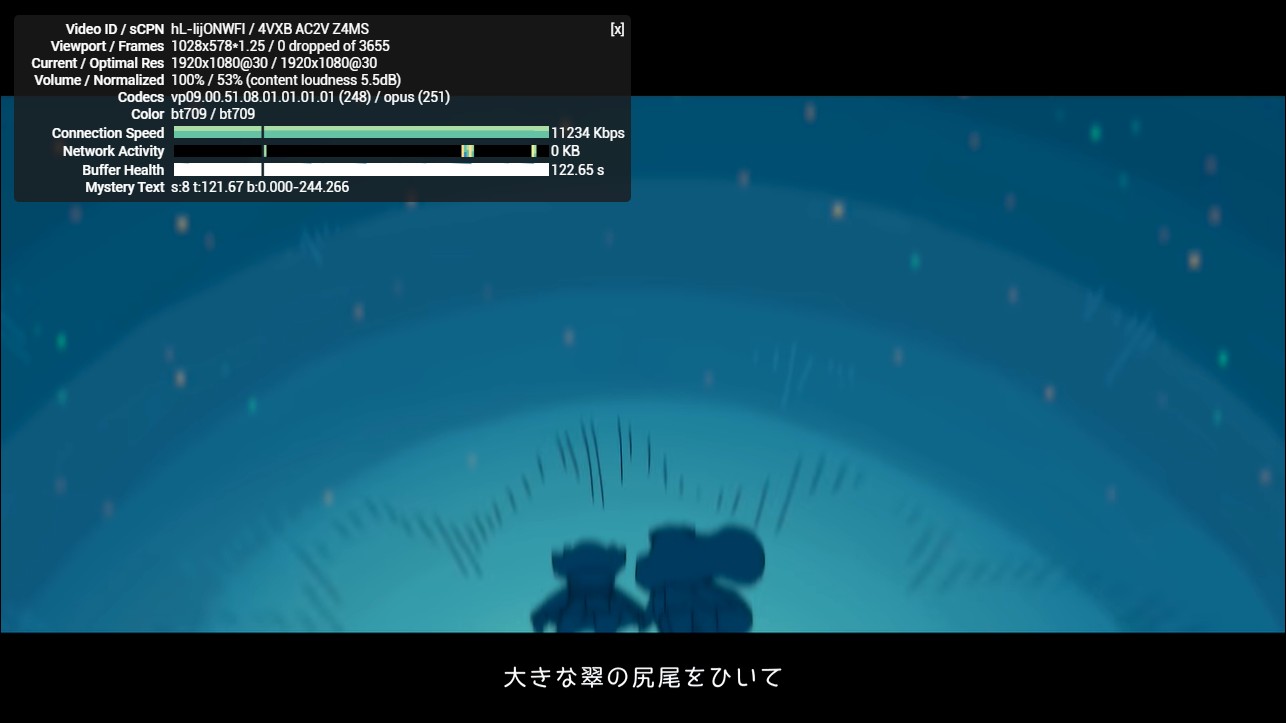 Video ID / sCPN hL-lijONWFI / 4VXB AC2V Z4MS [x]
Viewport / Frames 1028x578*1.25 / 0 dropped of 3655
Current / Optimal Res 1920x1080@30 / 1920x1080@30
Volume / Normalized 100% / 53% (content loudness 5.5dB)
Codecs vp09.00.51.08.01.01.01.01 (248) / opus (251)
Color bt709 / bt709
Connection Speed 11234 Kbps
Network Activity 0 KB
Buffer Health 122.65 s
Mystery Text s:8 t:121.67 b:0.000-244.266
大きな翠の尻尾をひいて